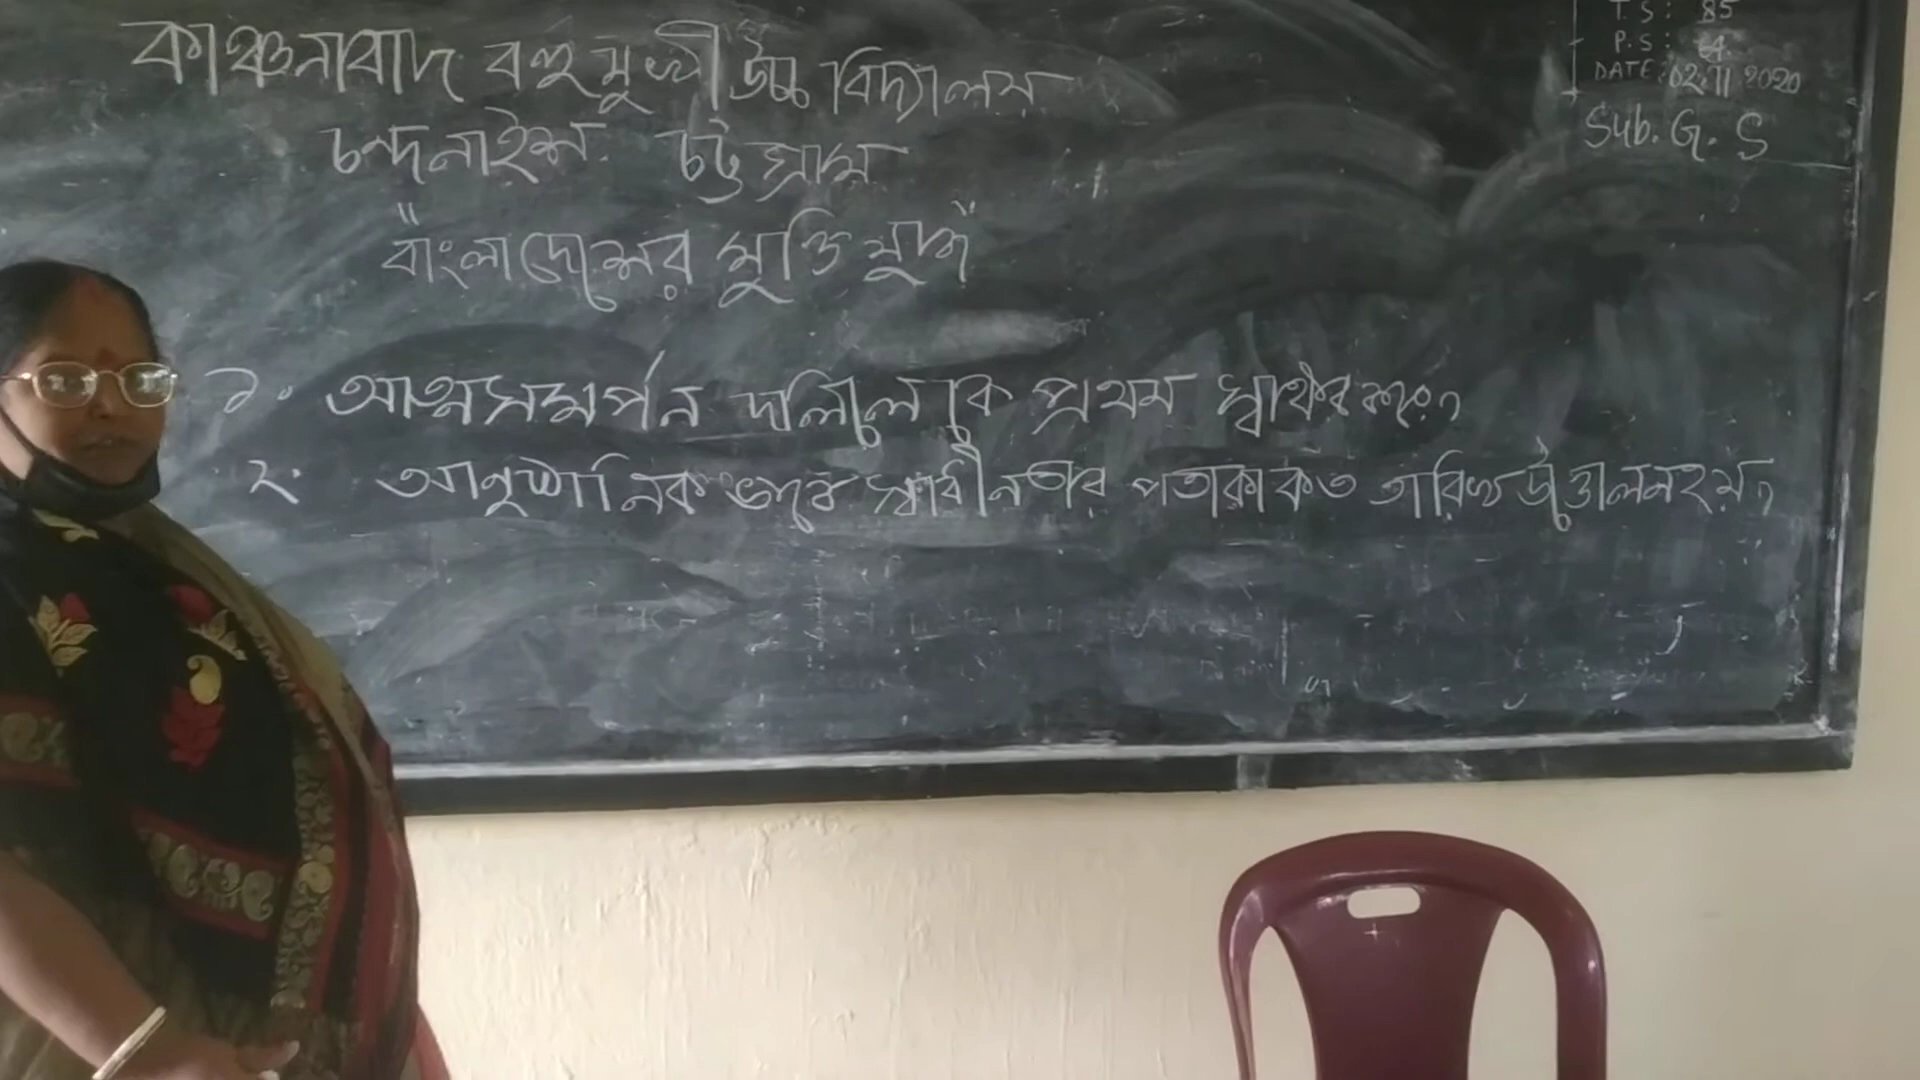 কাঞ্চনাবাদ বহুমুখী উচ্চ বিদ্যালয়
চন্দনাইশ. চট্টগ্রাম
"বাংলাদেশের মুক্তি যুদ্ধ"
১. আত্মসমর্পন দলিলে কে প্রথম স্বাক্ষর করে?
২. আনুষ্ঠানিক ভাবে স্বাধীনতার পতাকা কত তারিখ উত্তোলন হয়?
T.S: 85
P.S:
DATE: 02.11 2020
Sub. G. S